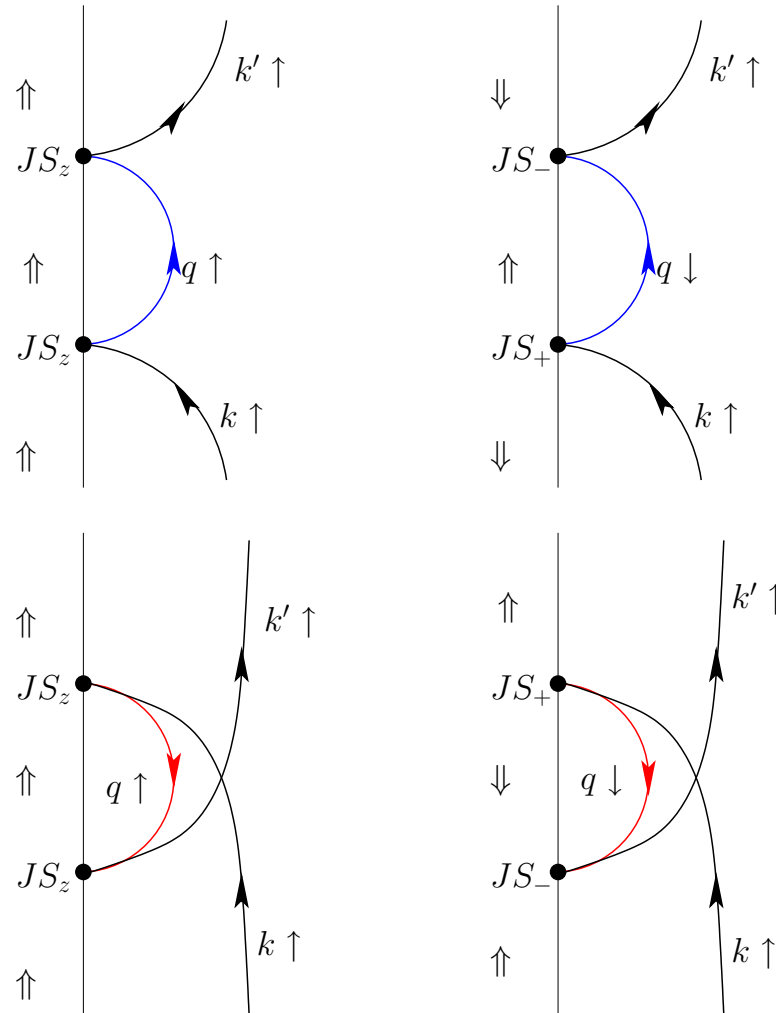 k′ ↑
⇑
JS_z
⇑
q ↑
JS_z
k ↑
⇑
k′ ↑
⇓
JS_−
⇑
q ↓
JS_+
k ↑
⇓
k′ ↑
⇑
JS_z
⇑
q ↑
JS_z
k ↑
⇑
k′ ↑
⇑
JS_+
⇓
q ↓
JS_−
k ↑
⇑